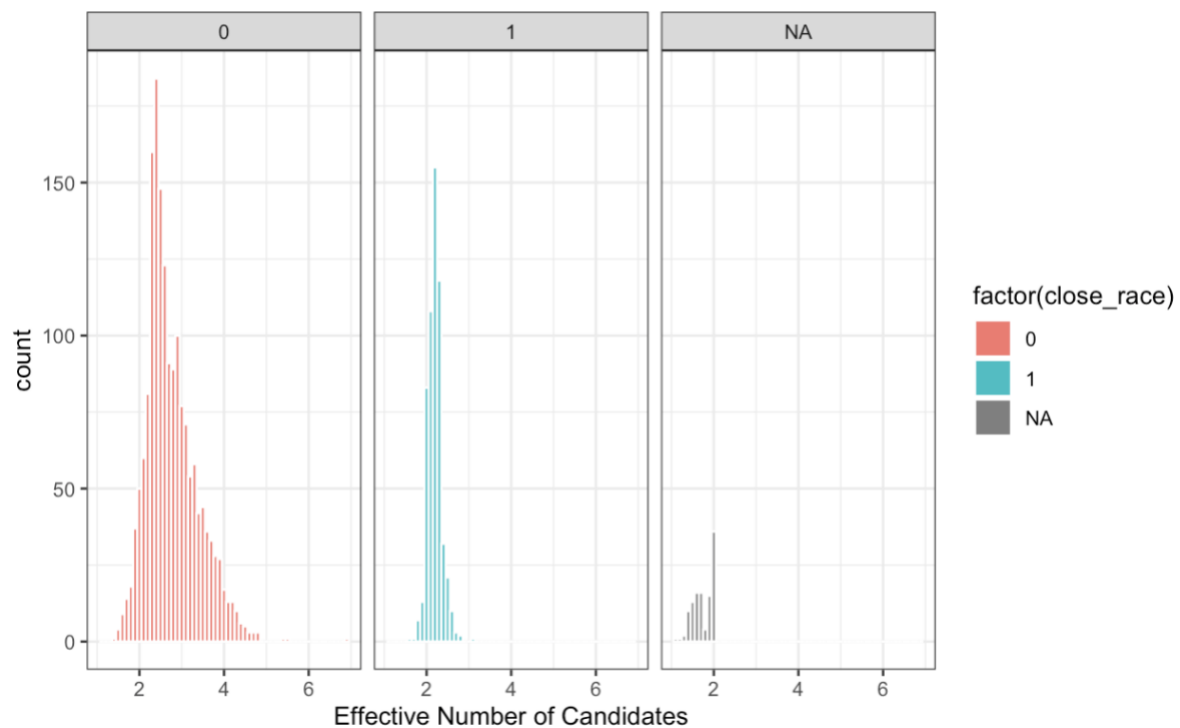 0 1 NA
150
100
50
0
count
2 4 6 2 4 6 2 4 6
Effective Number of Candidates
factor(close_race)
0
1
NA